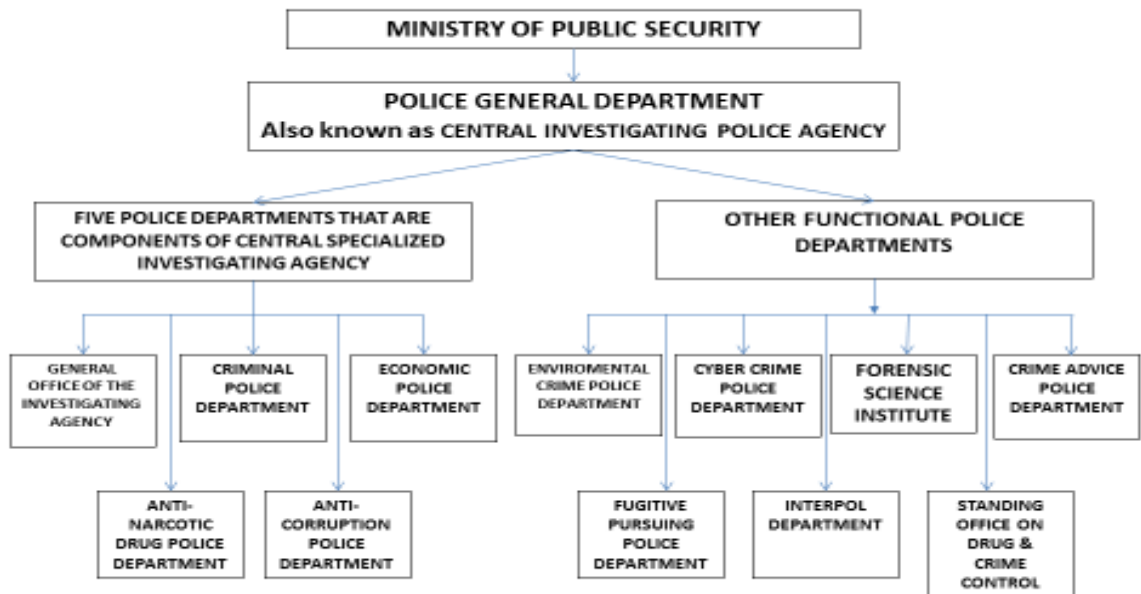 MINISTRY OF PUBLIC SECURITY
POLICE GENERAL DEPARTMENT
Also known as CENTRAL INVESTIGATING POLICE AGENCY
FIVE POLICE DEPARTMENTS THAT ARE
COMPONENTS OF CENTRAL SPECIALIZED
INVESTIGATING AGENCY
OTHER FUNCTIONAL POLICE
DEPARTMENTS
GENERAL
OFFICE OF THE
INVESTIGATING
AGENCY
CRIMINAL
POLICE
DEPARTMENT
ECONOMIC
POLICE
DEPARTMENT
ENVIROMENTAL
CRIME POLICE
DEPARTMENT
CYBER CRIME
POLICE
DEPARTMENT
FORENSIC
SCIENCE
INSTITUTE
CRIME ADVICE
POLICE
DEPARTMENT
ANTI-
NARCOTIC
DRUG POLICE
DEPARTMENT
ANTI-
CORRUPTION
POLICE
DEPARTMENT
FUGITIVE
PURSUING
POLICE
DEPARTMENT
INTERPOL
DEPARTMENT
STANDING
OFFICE ON
DRUG &
CRIME
CONTROL